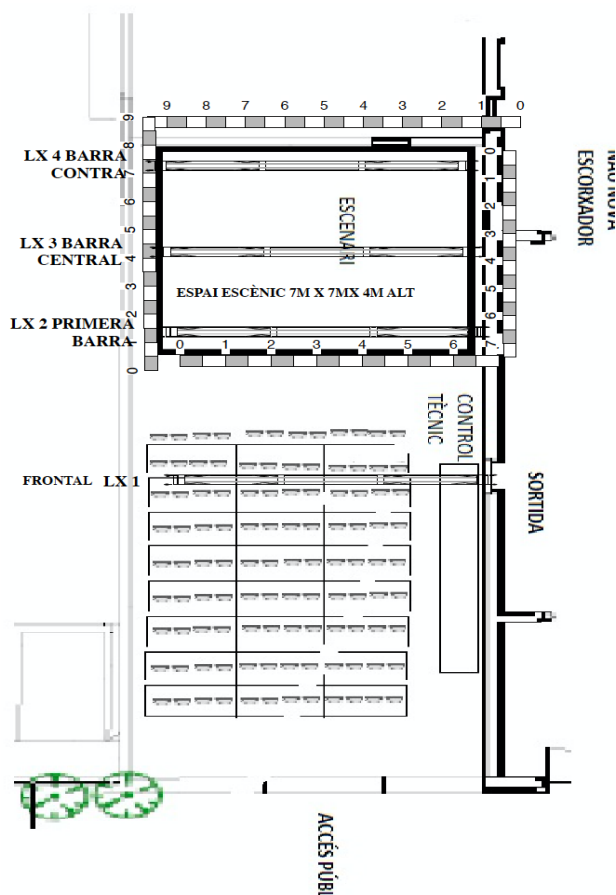 9 8 7 6 5 4 3 2 1 0
9
8
7
6
5
4
3
2
1
0
LX 4 BARRA
CONTRA
LX 3 BARRA
CENTRAL
LX 2 PRIMERA
BARRA
ESCENARI
ESPAI ESCÈNIC 7M X 7MX 4M ALT
0 1 2 3 4 5 6
0
1
2
3
4
5
6
7
NAU NOVA
ESCORXADOR
CONTROL
TÈCNIC
FRONTAL LX 1
SORTIDA
ACCÉS